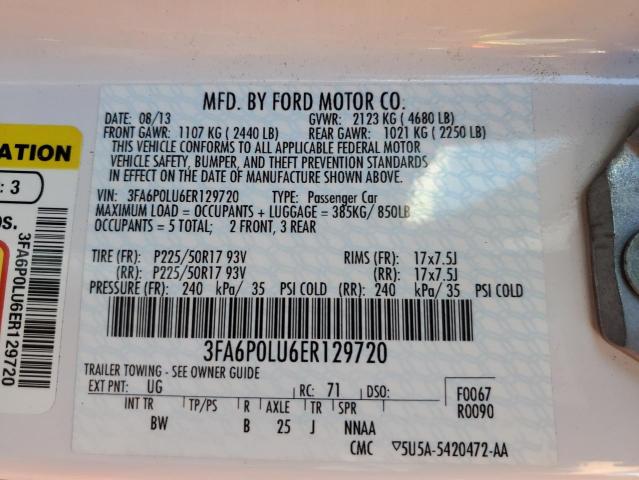 MFD. BY FORD MOTOR CO.
DATE: 08/13 GVWR: 2123 KG ( 4680 LB)
FRONT GAWR: 1107 KG ( 2440 LB) REAR GAWR: 1021 KG ( 2250 LB)
THIS VEHICLE CONFORMS TO ALL APPLICABLE FEDERAL MOTOR
VEHICLE SAFETY, BUMPER, AND THEFT PREVENTION STANDARDS
IN EFFECT ON THE DATE OF MANUFACTURE SHOWN ABOVE.
VIN: 3FA6P0LU6ER129720 TYPE: Passenger Car
MAXIMUM LOAD = OCCUPANTS + LUGGAGE = 385KG/ 850LB
OCCUPANTS = 5 TOTAL; 2 FRONT, 3 REAR
TIRE (FR): P225/50R17 93V RIMS (FR): 17x7.5J
(RR): P225/50R17 93V (RR): 17x7.5J
PRESSURE (FR): 240 kPa/ 35 PSI COLD (RR): 240 kPa/ 35 PSI COLD
3FA6P0LU6ER129720
TRAILER TOWING - SEE OWNER GUIDE
EXT PNT: UG RC: 71 DSO: F0067
R0090
INT TR TP/PS R AXLE TR SPR
BW B 25 J NNAA
CMC ▽5U5A-5420472-AA
ATION
: 3
os.
3FA6P0LU6ER129720